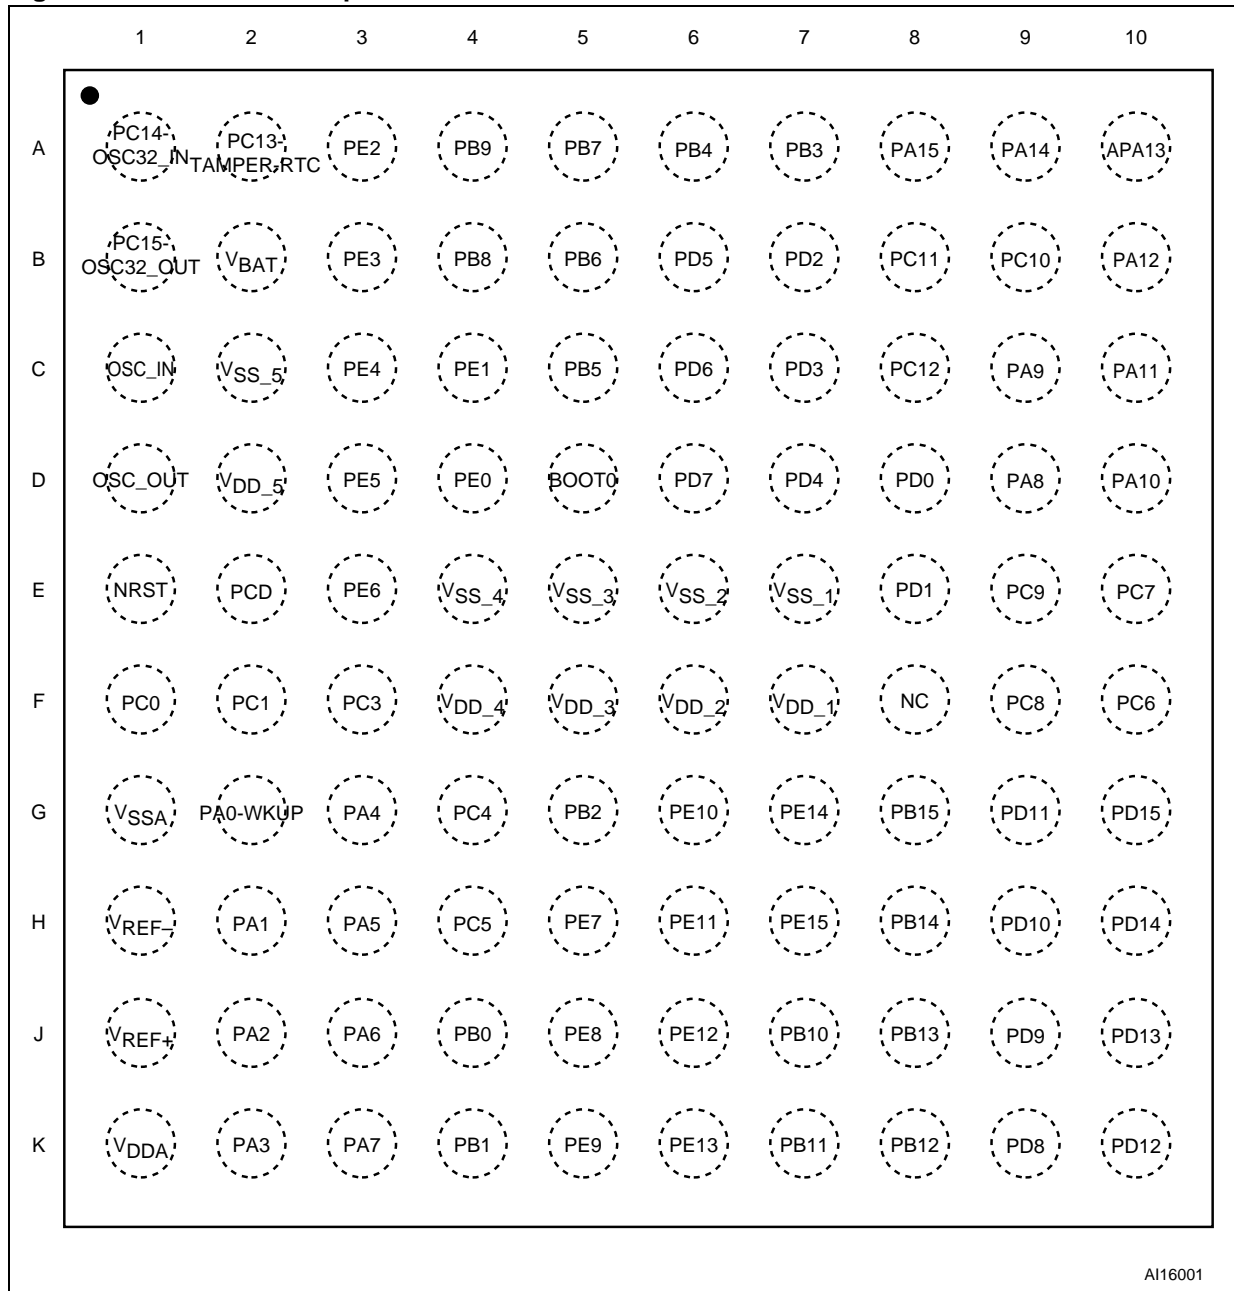 1 2 3 4 5 6 7 8 9 10
A PC14-OSC32_IN PC13-TAMPER-RTC PE2 PB9 PB7 PB4 PB3 PA15 PA14 APA13
B PC15-OSC32_OUT VBAT PE3 PB8 PB6 PD5 PD2 PC11 PC10 PA12
C OSC_IN VSS_5 PE4 PE1 PB5 PD6 PD3 PC12 PA9 PA11
D OSC_OUT VDD_5 PE5 PE0 BOOT0 PD7 PD4 PD0 PA8 PA10
E NRST PCD PE6 VSS_4 VSS_3 VSS_2 VSS_1 PD1 PC9 PC7
F PC0 PC1 PC3 VDD_4 VDD_3 VDD_2 VDD_1 NC PC8 PC6
G VSSA PA0-WKUP PA4 PC4 PB2 PE10 PE14 PB15 PD11 PD15
H VREF– PA1 PA5 PC5 PE7 PE11 PE15 PB14 PD10 PD14
J VREF+ PA2 PA6 PB0 PE8 PE12 PB10 PB13 PD9 PD13
K VDDA PA3 PA7 PB1 PE9 PE13 PB11 PB12 PD8 PD12
AI16001